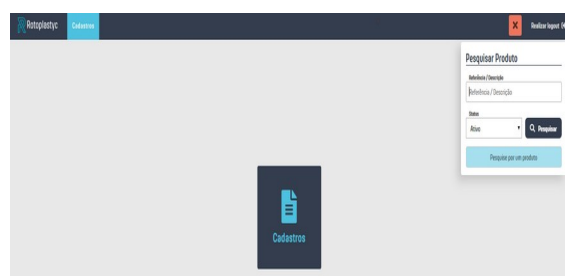 Rotoplastyc
Cadastros
Realizar logout
Pesquisar Produto
Referência / Descrição
Referência / Descrição
Status
Ativo
Pesquisar
Pesquise por um produto
Cadastros